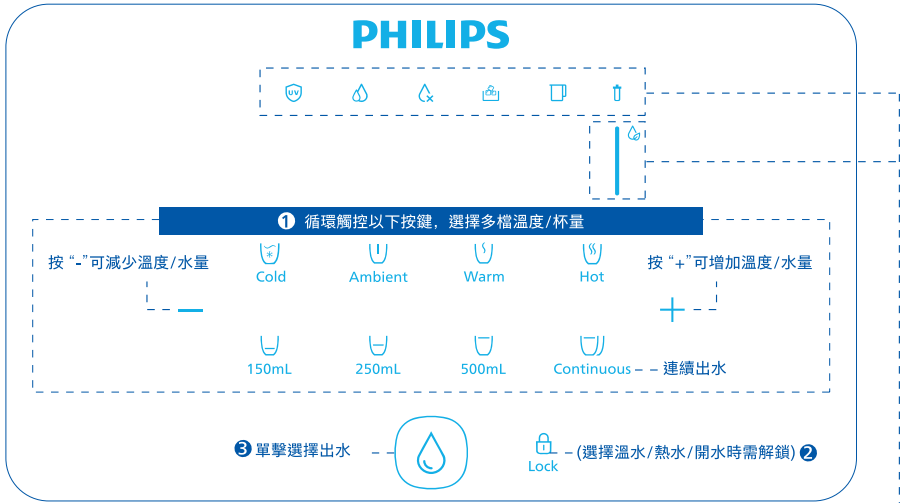 PHILIPS
UV
❶ 循環觸控以下按鍵，選擇多檔溫度/杯量
按 “-”可減少溫度/水量
Cold
Ambient
Warm
Hot
按 “+”可增加溫度/水量
150mL
250mL
500mL
Continuous
連續出水
❸ 單擊選擇出水
Lock
(選擇溫水/熱水/開水時需解鎖) ❷